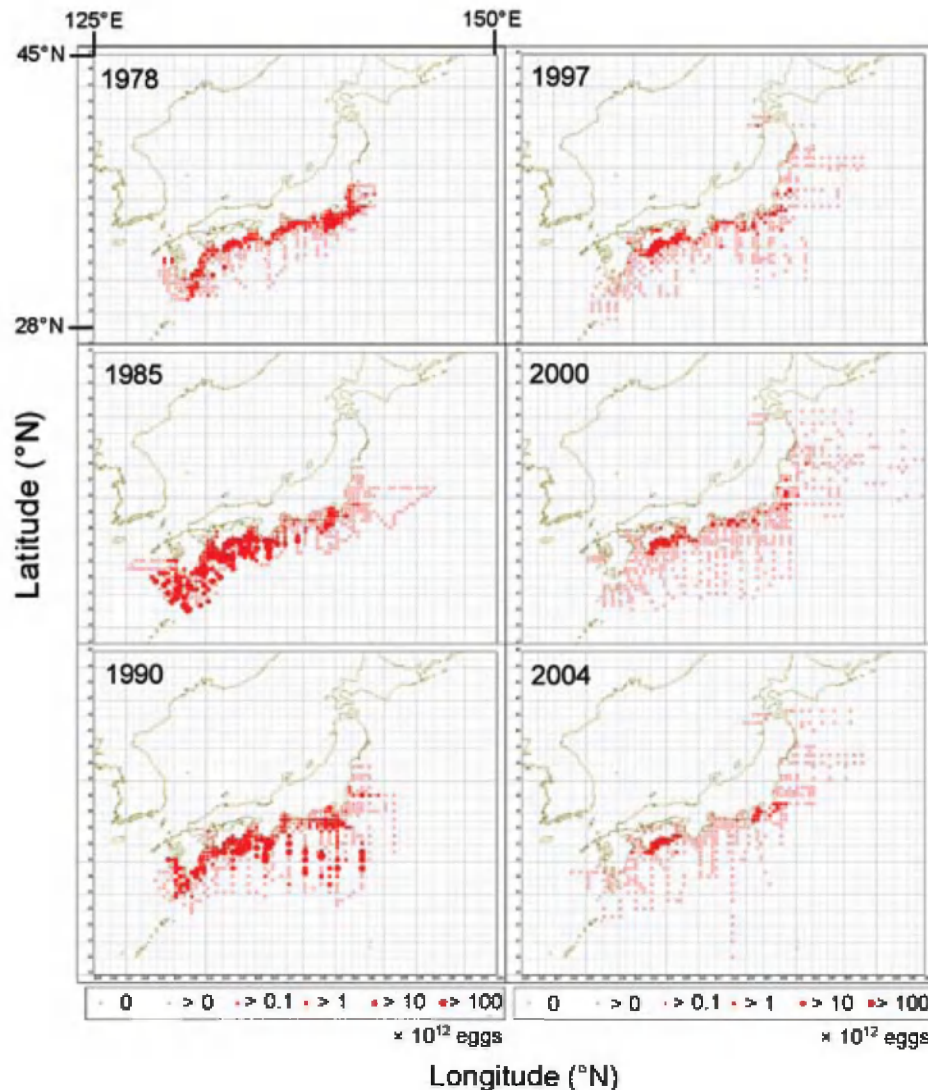 125°E 150°E
45°N
1978 1997
28°N
1985 2000
Latitude (°N)
1990 2004
0 > 0 > 0.1 > 1 > 10 > 100 0 > 0 > 0.1 > 1 > 10 > 100
× 10¹² eggs × 10¹² eggs
Longitude (°N)